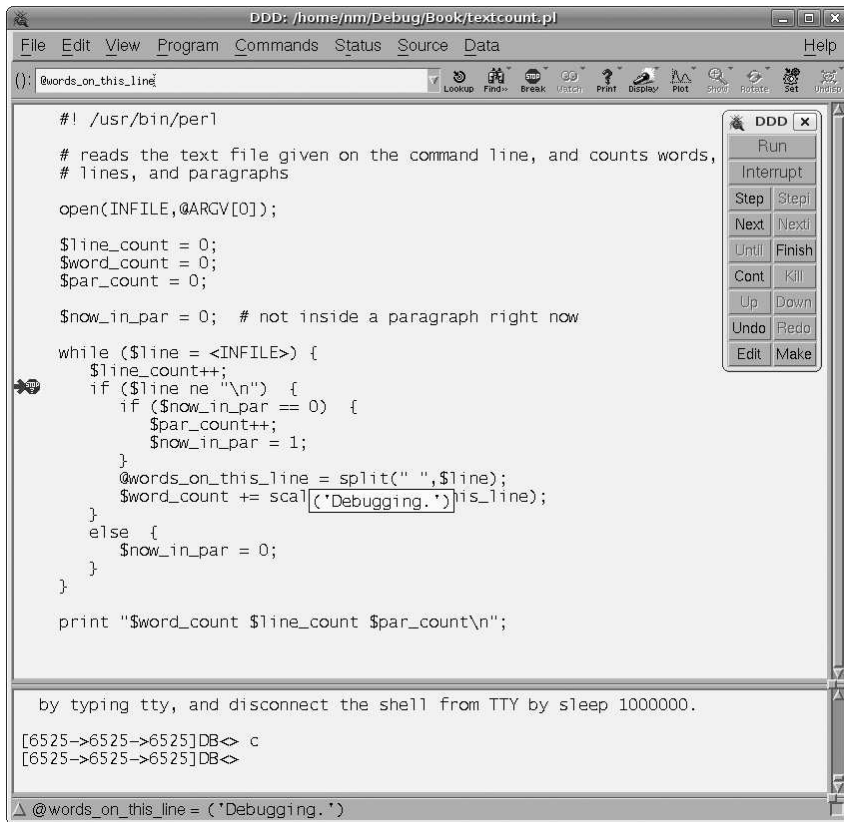 DDD: /home/nm/Debug/Book/textcount.pl
File Edit View Program Commands Status Source Data Help
(): @words_on_this_line
Lookup Find» Break Watch Print Display Plot Show Rotate Set Undisp
#! /usr/bin/perl
# reads the text file given on the command line, and counts words,
# lines, and paragraphs
open(INFILE,@ARGV[0]);
$line_count = 0;
$word_count = 0;
$par_count = 0;
$now_in_par = 0;  # not inside a paragraph right now
while ($line = <INFILE>) {
$line_count++;
if ($line ne "\n")  {
if ($now_in_par == 0)  {
$par_count++;
$now_in_par = 1;
}
@words_on_this_line = split(" ",$line);
$word_count += scal ('Debugging.') his_line);
}
else  {
$now_in_par = 0;
}
}
print "$word_count $line_count $par_count\n";
DDD
Run
Interrupt
Step Stepi
Next Nexti
Until Finish
Cont Kill
Up Down
Undo Redo
Edit Make
by typing tty, and disconnect the shell from TTY by sleep 1000000.
[6525->6525->6525]DB<> c
[6525->6525->6525]DB<>
@words_on_this_line = ('Debugging.')